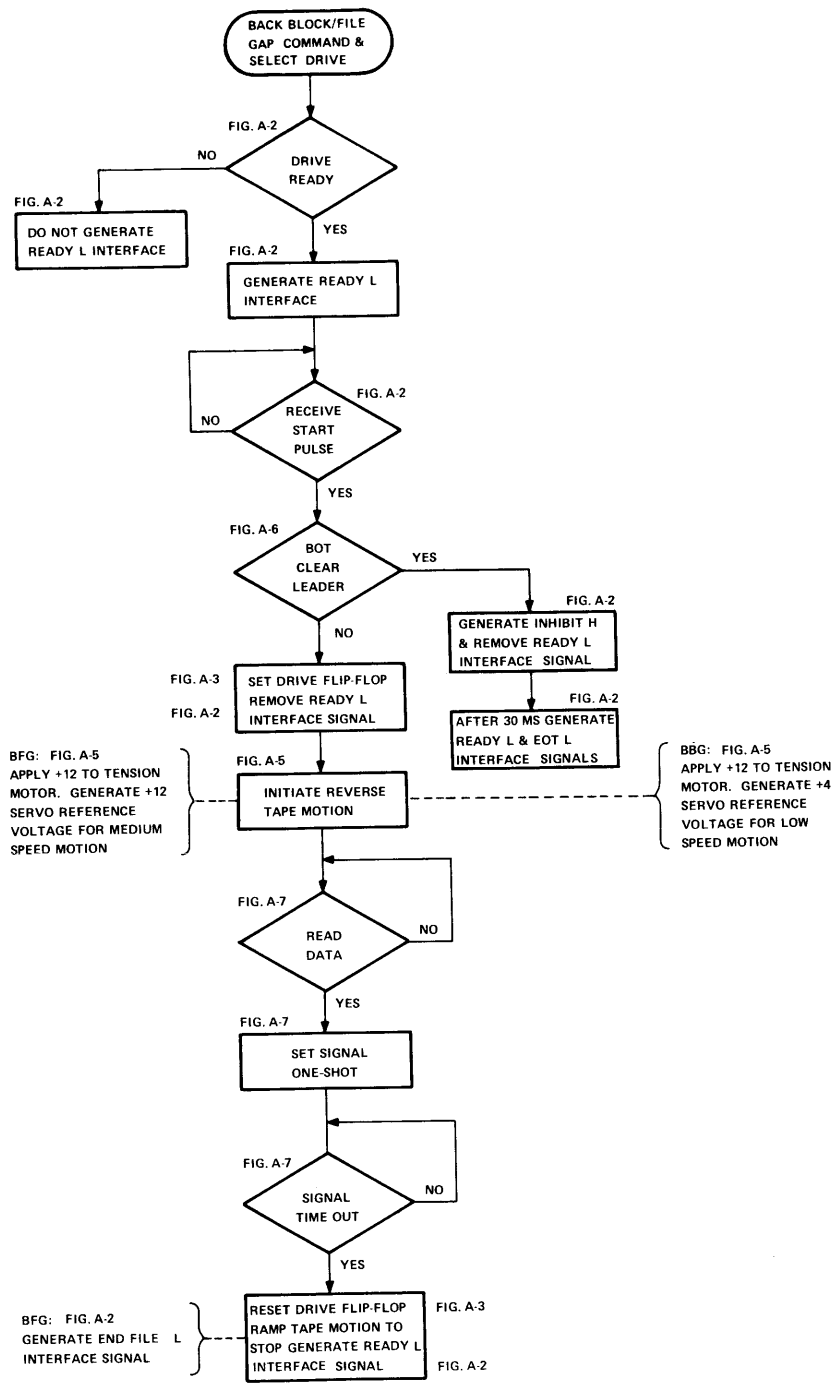 BACK BLOCK/FILE
GAP COMMAND &
SELECT DRIVE
FIG. A-2
DRIVE
READY
NO
YES
FIG. A-2
DO NOT GENERATE
READY L INTERFACE
FIG. A-2
GENERATE READY L
INTERFACE
FIG. A-2
RECEIVE
START
PULSE
NO
YES
FIG. A-6
BOT
CLEAR
LEADER
YES
NO
FIG. A-2
GENERATE INHIBIT H
& REMOVE READY L
INTERFACE SIGNAL
FIG. A-2
AFTER 30 MS GENERATE
READY L & EOT L
INTERFACE SIGNALS
FIG. A-3
FIG. A-2
SET DRIVE FLIP-FLOP
REMOVE READY L
INTERFACE SIGNAL
BFG: FIG. A-5
APPLY +12 TO TENSION
MOTOR. GENERATE +12
SERVO REFERENCE
VOLTAGE FOR MEDIUM
SPEED MOTION
FIG. A-5
INITIATE REVERSE
TAPE MOTION
BBG: FIG. A-5
APPLY +12 TO TENSION
MOTOR. GENERATE +4
SERVO REFERENCE
VOLTAGE FOR LOW
SPEED MOTION
FIG. A-7
READ
DATA
NO
YES
FIG. A-7
SET SIGNAL
ONE-SHOT
FIG. A-7
SIGNAL
TIME OUT
NO
YES
BFG: FIG. A-2
GENERATE END FILE L
INTERFACE SIGNAL
RESET DRIVE FLIP-FLOP
RAMP TAPE MOTION TO
STOP GENERATE READY L
INTERFACE SIGNAL
FIG. A-3
FIG. A-2